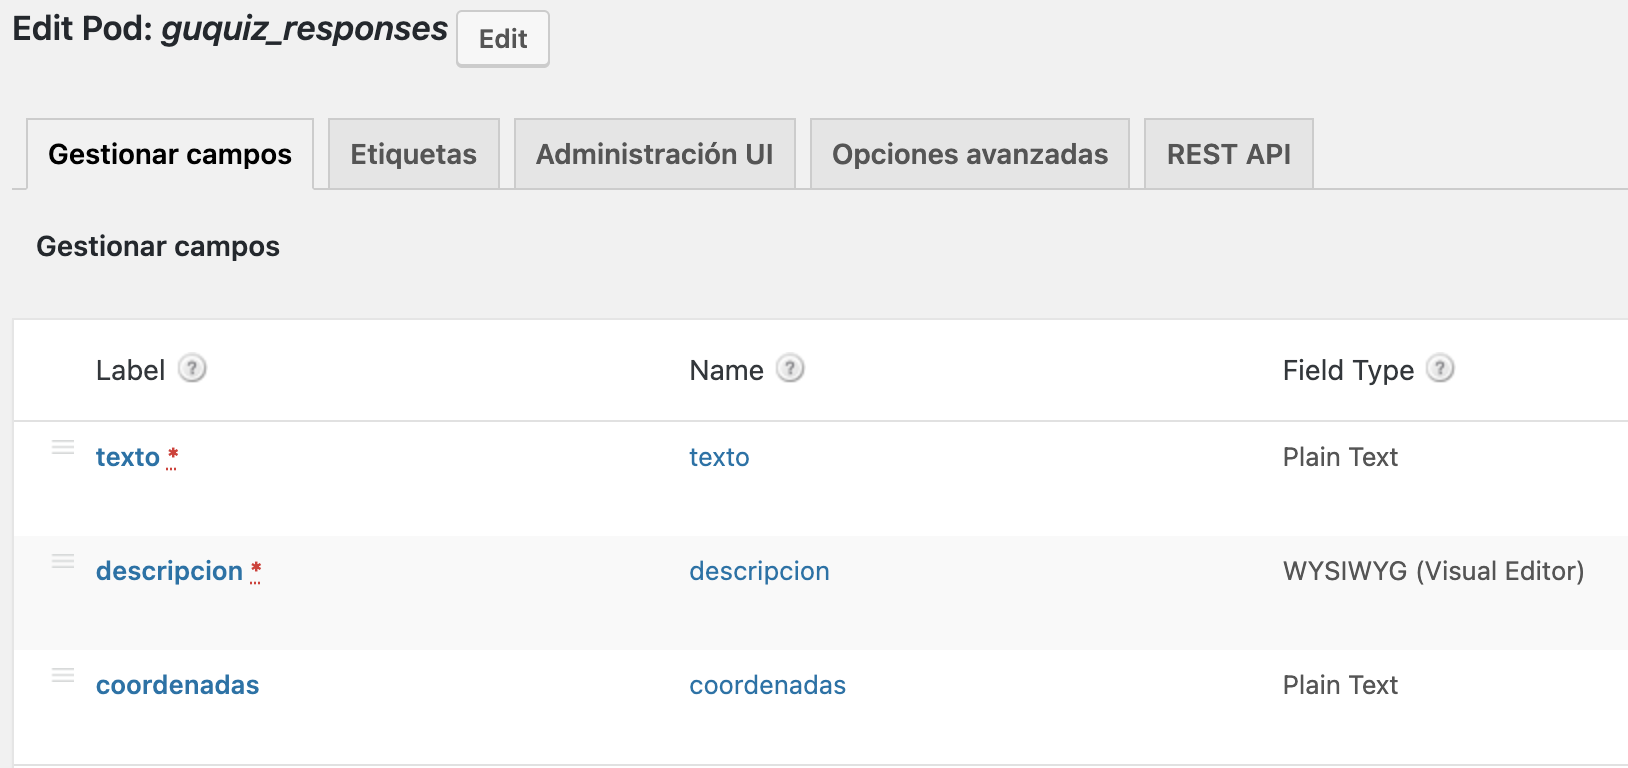 Edit Pod: guquiz_responses Edit
Gestionar campos Etiquetas Administración UI Opciones avanzadas REST API
Gestionar campos
Label ? Name ? Field Type ?
texto * texto Plain Text
descripcion * descripcion WYSIWYG (Visual Editor)
coordenadas coordenadas Plain Text